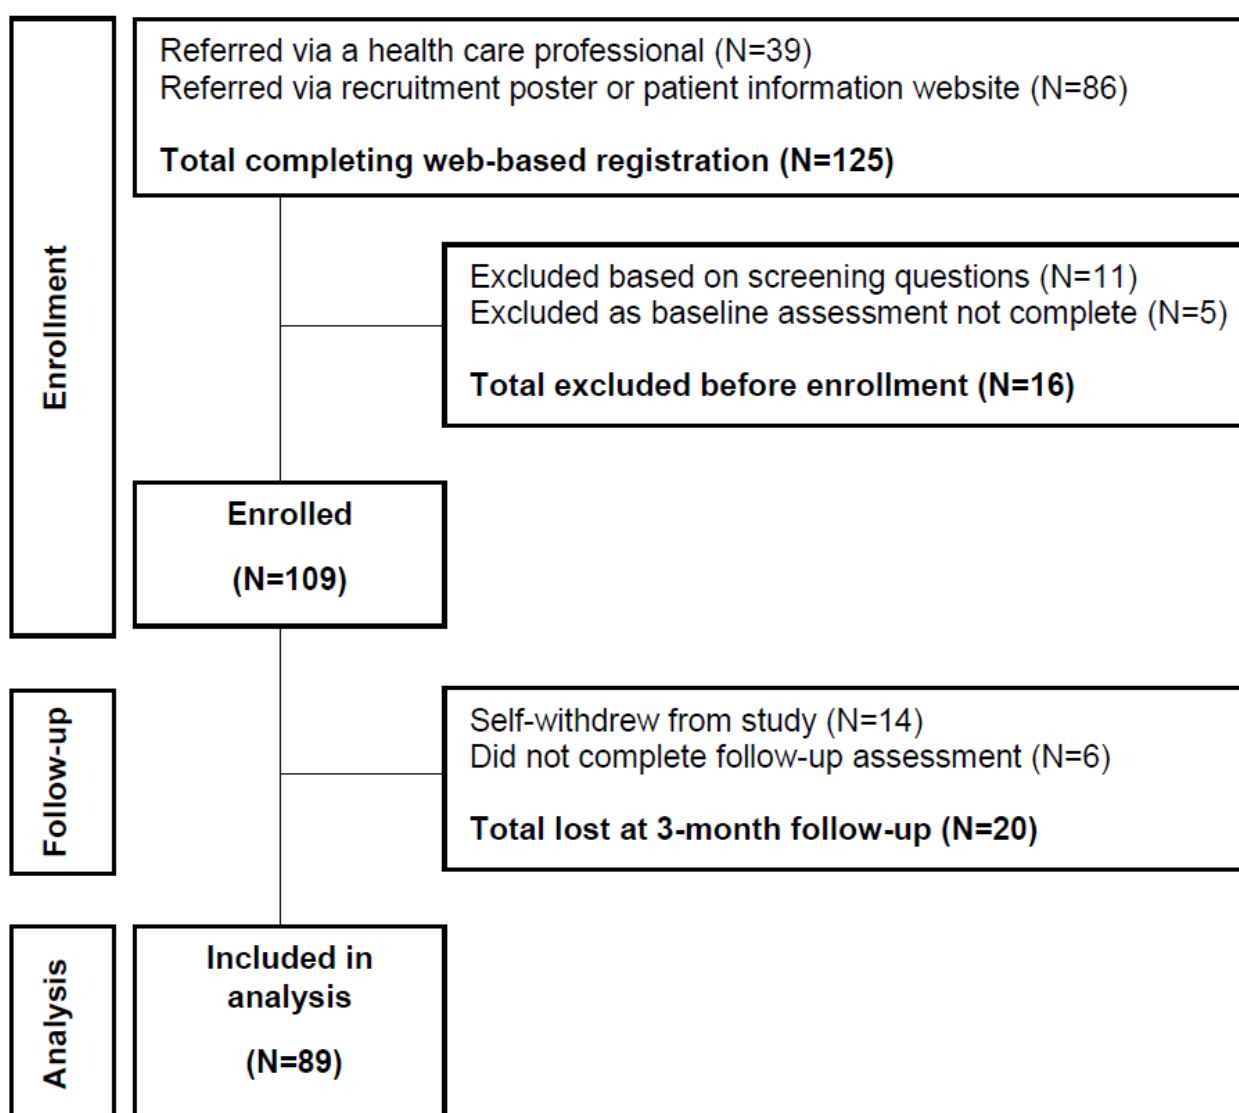 Enrollment
Referred via a health care professional (N=39)
Referred via recruitment poster or patient information website (N=86)
Total completing web-based registration (N=125)
Excluded based on screening questions (N=11)
Excluded as baseline assessment not complete (N=5)
Total excluded before enrollment (N=16)
Enrolled
(N=109)
Follow-up
Self-withdrew from study (N=14)
Did not complete follow-up assessment (N=6)
Total lost at 3-month follow-up (N=20)
Analysis
Included in
analysis
(N=89)